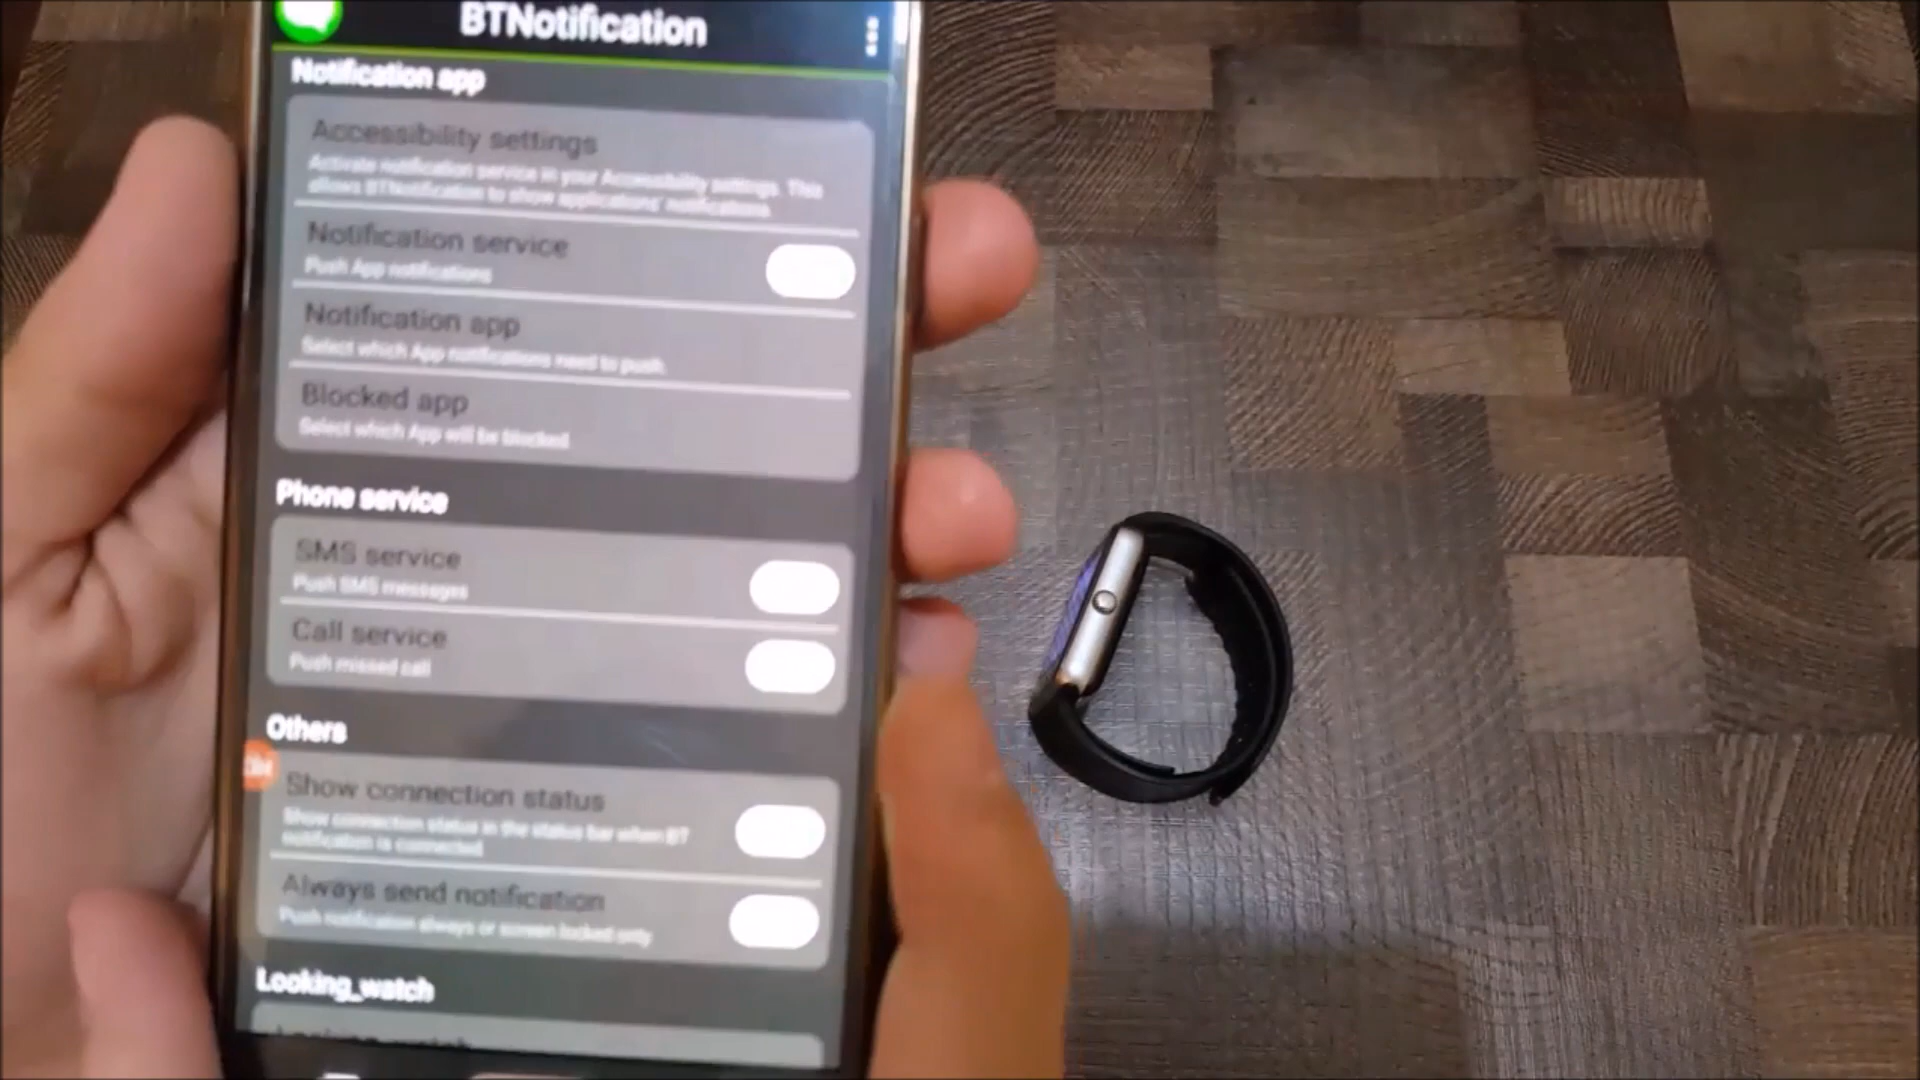 BTNotification
Notification app
Accessibility settings
Activate notification service in your Accessibility settings. This
allows BTNotification to show applications' notifications.
Notification service
Push App notifications
Notification app
Select which App notifications need to push.
Blocked app
Select which App will be blocked
Phone service
SMS service
Push SMS messages
Call service
Push missed call
Others
Show connection status
Show connection status in the status bar when BT
notification is connected
Always send notification
Push notification always or screen locked only
Looking_watch